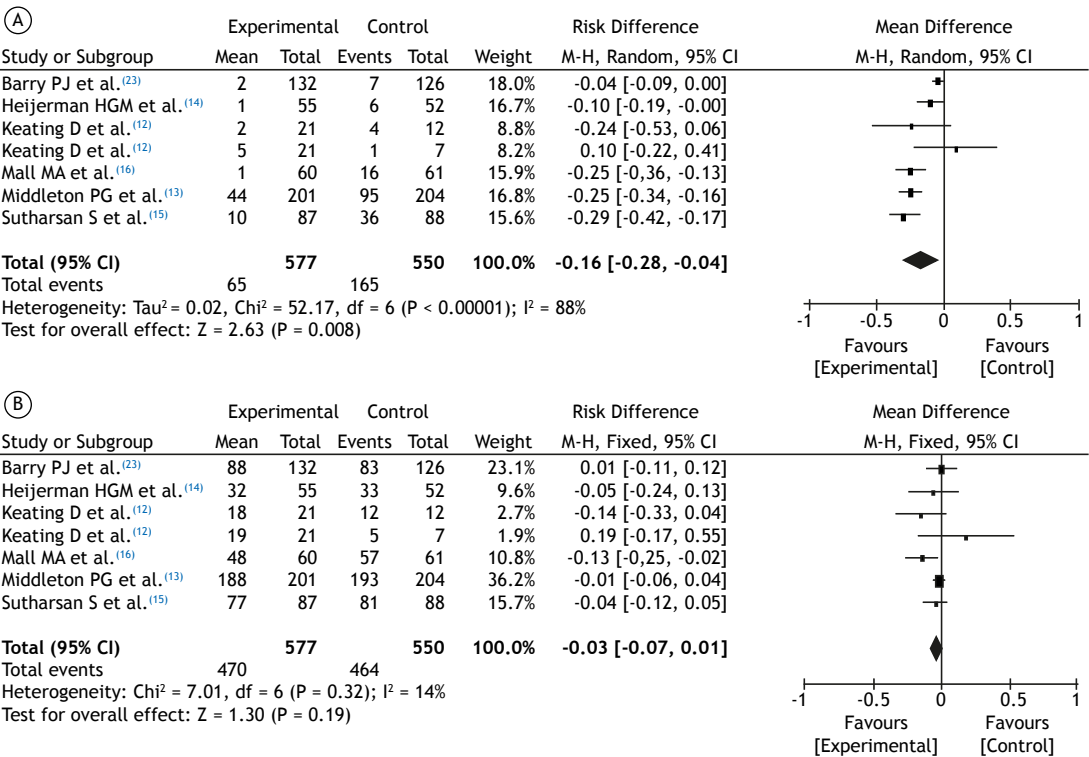 A
Experimental Control Risk Difference Mean Difference
Study or Subgroup Mean Total Events Total Weight M-H, Random, 95% CI M-H, Random, 95% CI
Barry PJ et al.(23) 2 132 7 126 18.0% -0.04 [-0.09, 0.00]
Heijerman HGM et al.(14) 1 55 6 52 16.7% -0.10 [-0.19, -0.00]
Keating D et al.(12) 2 21 4 12 8.8% -0.24 [-0.53, 0.06]
Keating D et al.(12) 5 21 1 7 8.2% 0.10 [-0.22, 0.41]
Mall MA et al.(16) 1 60 16 61 15.9% -0.25 [-0,36, -0.13]
Middleton PG et al.(13) 44 201 95 204 16.8% -0.25 [-0.34, -0.16]
Sutharsan S et al.(15) 10 87 36 88 15.6% -0.29 [-0.42, -0.17]
Total (95% CI) 577 550 100.0% -0.16 [-0.28, -0.04]
Total events 65 165
Heterogeneity: Tau² = 0.02, Chi² = 52.17, df = 6 (P < 0.00001); I² = 88%
Test for overall effect: Z = 2.63 (P = 0.008)
-1 -0.5 0 0.5 1
Favours Favours
[Experimental] [Control]
B
Experimental Control Risk Difference Mean Difference
Study or Subgroup Mean Total Events Total Weight M-H, Fixed, 95% CI M-H, Fixed, 95% CI
Barry PJ et al.(23) 88 132 83 126 23.1% 0.01 [-0.11, 0.12]
Heijerman HGM et al.(14) 32 55 33 52 9.6% -0.05 [-0.24, 0.13]
Keating D et al.(12) 18 21 12 12 2.7% -0.14 [-0.33, 0.04]
Keating D et al.(12) 19 21 5 7 1.9% 0.19 [-0.17, 0.55]
Mall MA et al.(16) 48 60 57 61 10.8% -0.13 [-0,25, -0.02]
Middleton PG et al.(13) 188 201 193 204 36.2% -0.01 [-0.06, 0.04]
Sutharsan S et al.(15) 77 87 81 88 15.7% -0.04 [-0.12, 0.05]
Total (95% CI) 577 550 100.0% -0.03 [-0.07, 0.01]
Total events 470 464
Heterogeneity: Chi² = 7.01, df = 6 (P = 0.32); I² = 14%
Test for overall effect: Z = 1.30 (P = 0.19)
-1 -0.5 0 0.5 1
Favours Favours
[Experimental] [Control]